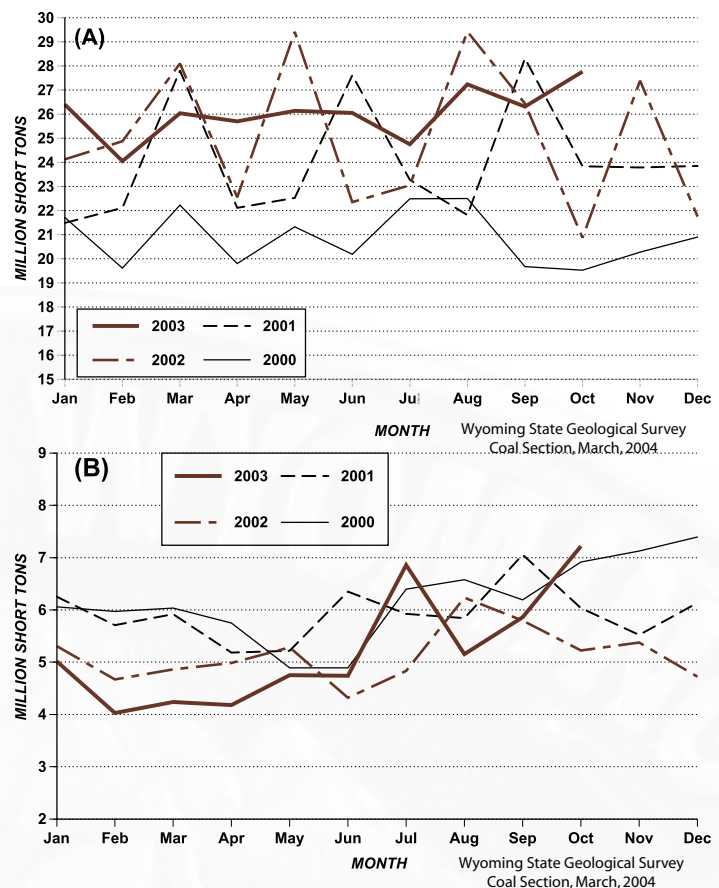 (A)
MILLION SHORT TONS
30
29
28
27
26
25
24
23
22
21
20
19
18
17
16
15
2003 2001
2002 2000
Jan Feb Mar Apr May Jun Jul Aug Sep Oct Nov Dec
MONTH
Wyoming State Geological Survey
Coal Section, March, 2004
(B)
MILLION SHORT TONS
9
8
7
6
5
4
3
2
2003 2001
2002 2000
Jan Feb Mar Apr May Jun Jul Aug Sep Oct Nov Dec
MONTH
Wyoming State Geological Survey
Coal Section, March, 2004